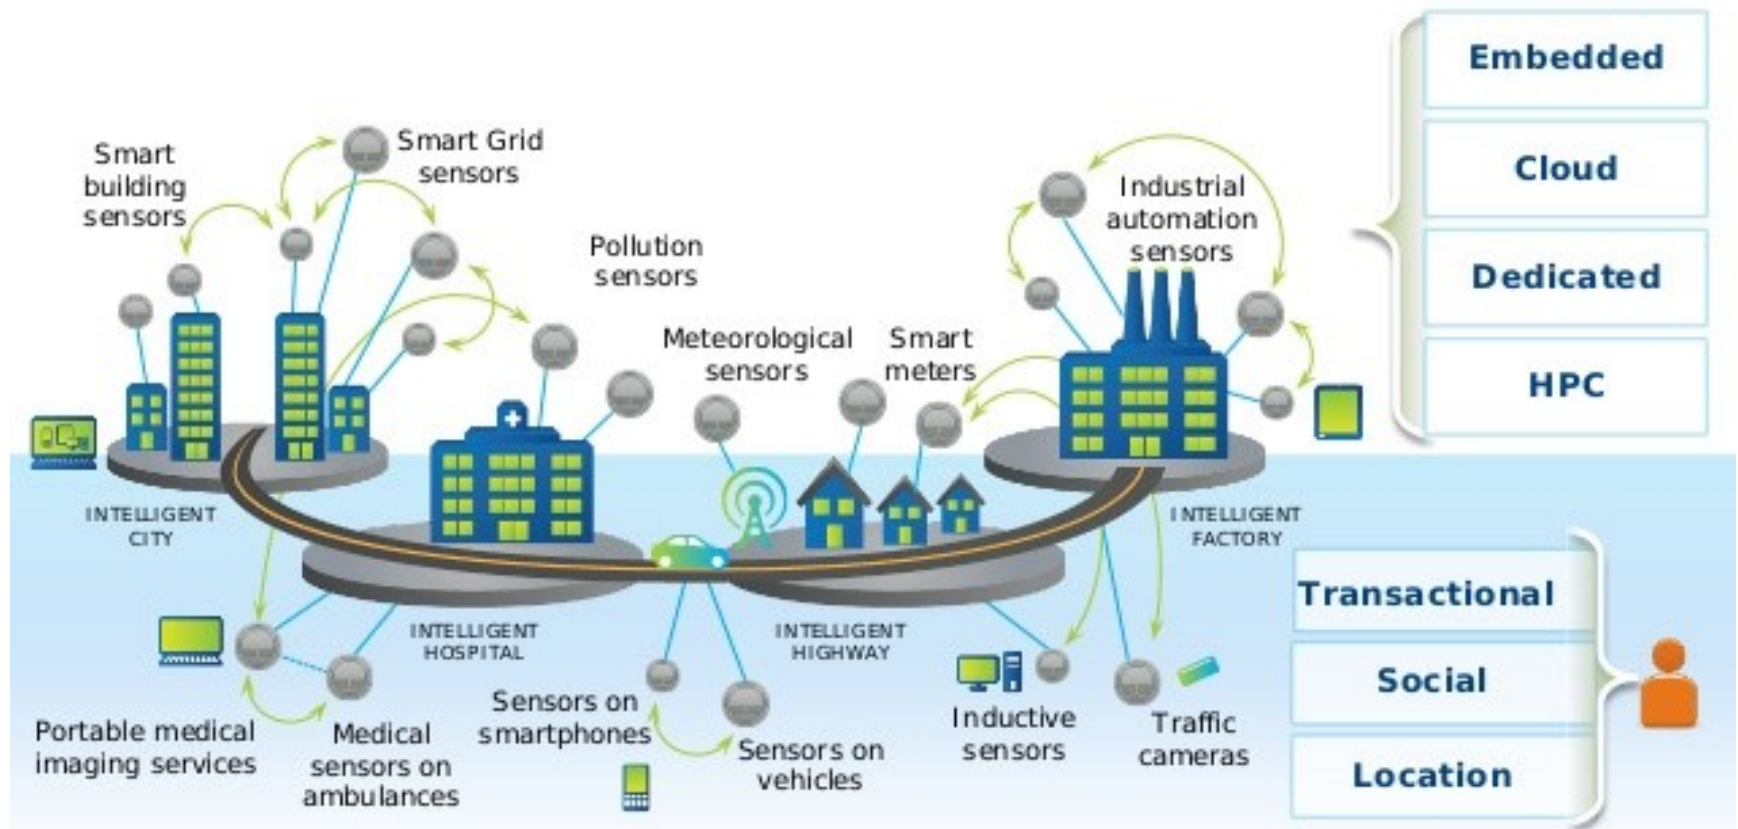 Embedded
Cloud
Dedicated
HPC
Smart
building
sensors
Smart Grid
sensors
Pollution
sensors
Meteorological
sensors
Smart
meters
Industrial
automation
sensors
INTELLIGENT
CITY
INTELLIGENT
HOSPITAL
INTELLIGENT
HIGHWAY
INTELLIGENT
FACTORY
Portable medical
imaging services
Medical
sensors on
ambulances
Sensors on
smartphones
Sensors on
vehicles
Inductive
sensors
Traffic
cameras
Transactional
Social
Location